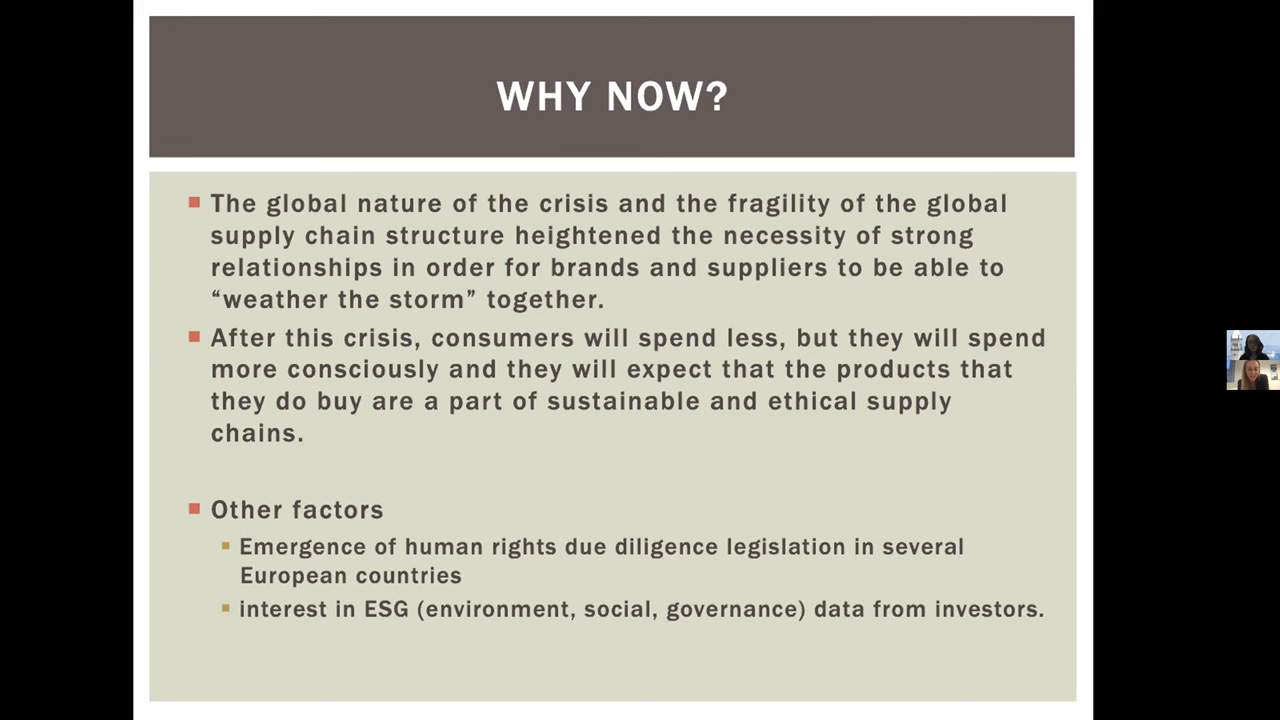 WHY NOW?
The global nature of the crisis and the fragility of the global
supply chain structure heightened the necessity of strong
relationships in order for brands and suppliers to be able to
“weather the storm” together.
After this crisis, consumers will spend less, but they will spend
more consciously and they will expect that the products that
they do buy are a part of sustainable and ethical supply
chains.
Other factors
Emergence of human rights due diligence legislation in several
European countries
interest in ESG (environment, social, governance) data from investors.